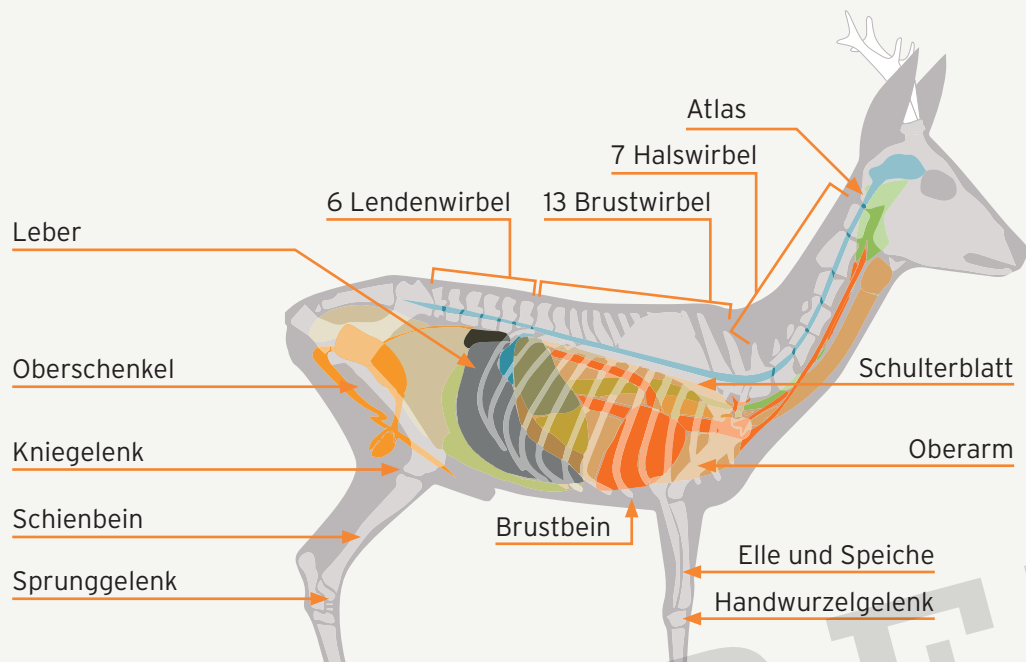 Atlas
7 Halswirbel
6 Lendenwirbel
13 Brustwirbel
Leber
Oberschenkel
Schulterblatt
Kniegelenk
Oberarm
Schienbein
Brustbein
Elle und Speiche
Sprunggelenk
Handwurzelgelenk